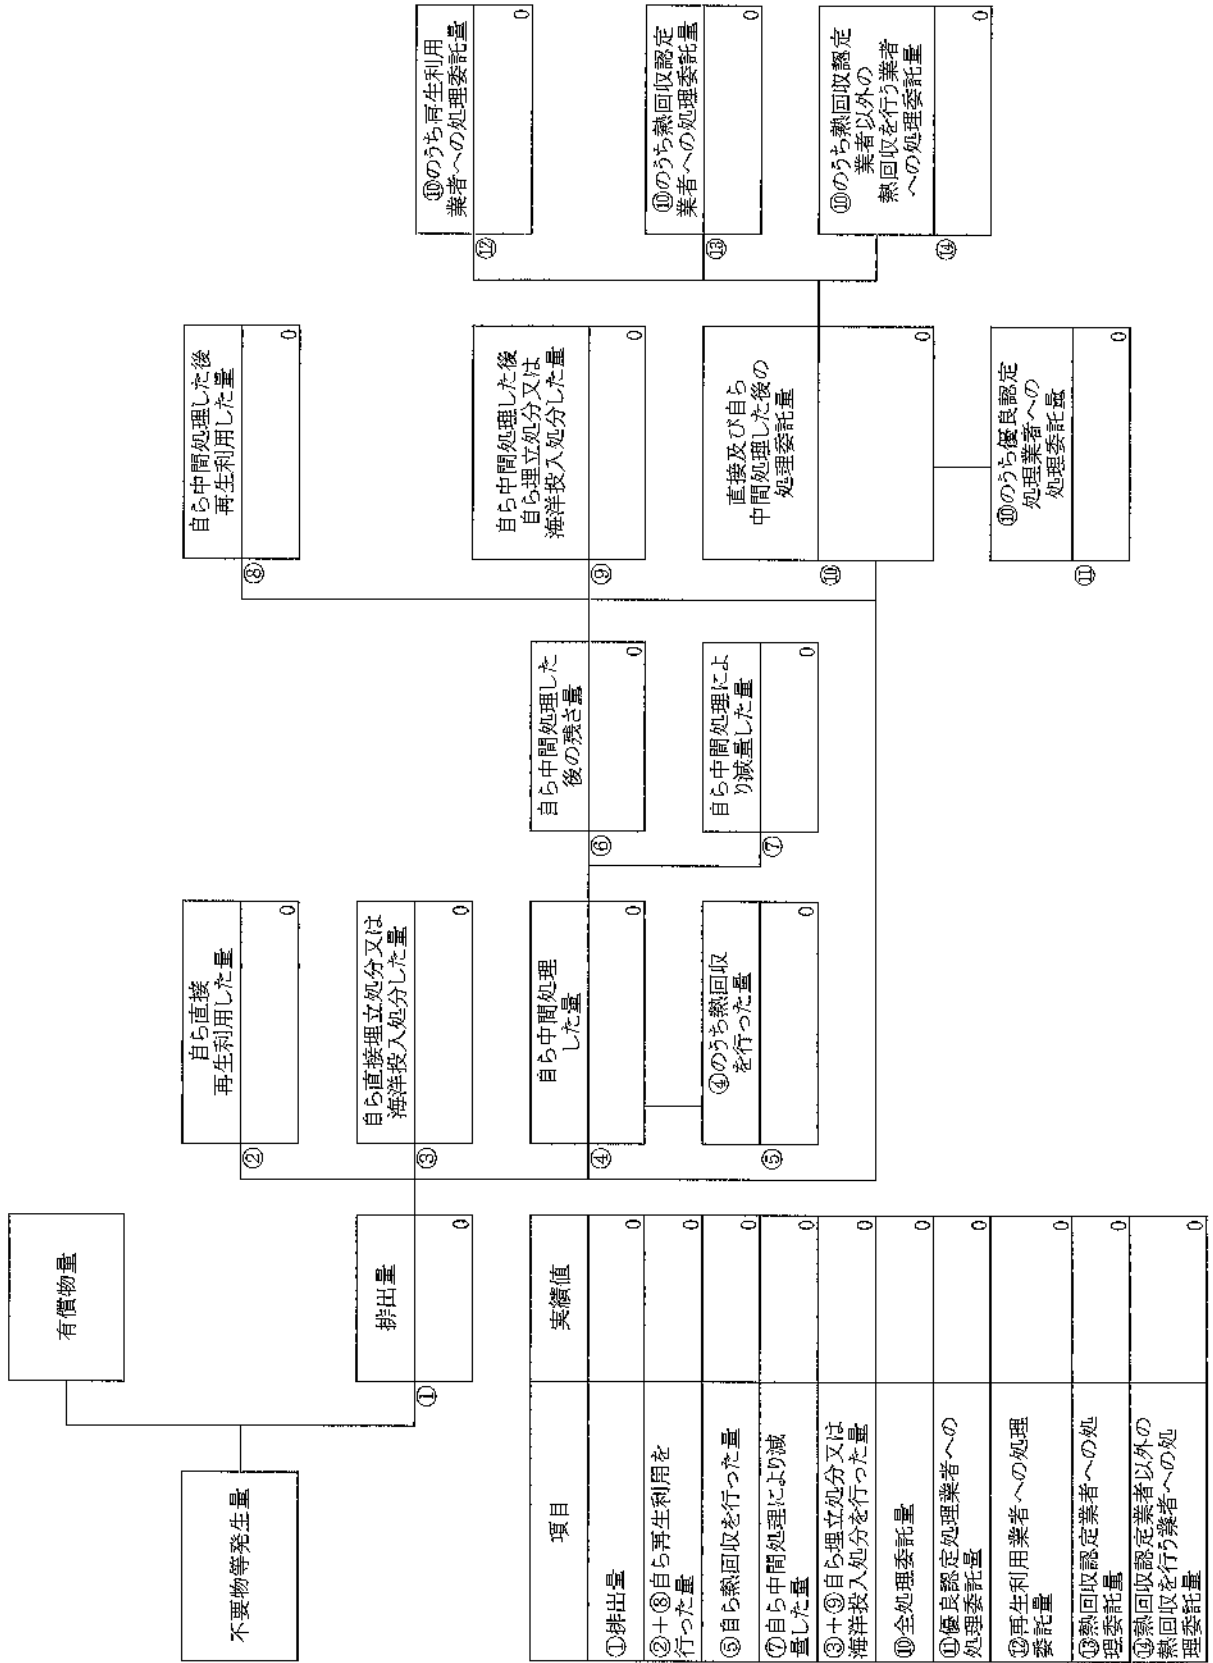 不要物等発生量
有償物量
①
排出量
0
②
自ら直接
再生利用した量
0
③
自ら直接埋立処分又は
海洋投入処分した量
0
④
自ら中間処理
した量
0
⑤
④のうち熱回収
を行った量
0
⑥
自ら中間処理した
後の残さ量
0
⑦
自ら中間処理によ
り減量した量
0
⑧
自ら中間処理した後
再生利用した量
0
⑨
自ら中間処理した後
自ら埋立処分又は
海洋投入処分した量
0
⑩
直接及び自ら
中間処理した後の
処理委託量
0
⑪
⑩のうち優良認定
処理業者への
処理委託量
0
⑫
⑩のうち再生利用
業者への処理委託量
0
⑬
⑩のうち熱回収認定
業者への処理委託量
0
⑭
⑩のうち熱回収認定
業者以外の
熱回収を行う業者
への処理委託量
0
項目
実績値
①排出量
0
②+⑧自ら再生利用を
行った量
0
⑤自ら熱回収を行った量
0
⑦自ら中間処理により減
量した量
0
③+⑨自ら埋立処分又は
海洋投入処分を行った量
0
⑩全処理委託量
0
⑪優良認定処理業者への
処理委託量
0
⑫再生利用業者への処理
委託量
0
⑬熱回収認定業者への処
理委託量
0
⑭熱回収認定業者以外の
熱回収を行う業者への処
理委託量
0